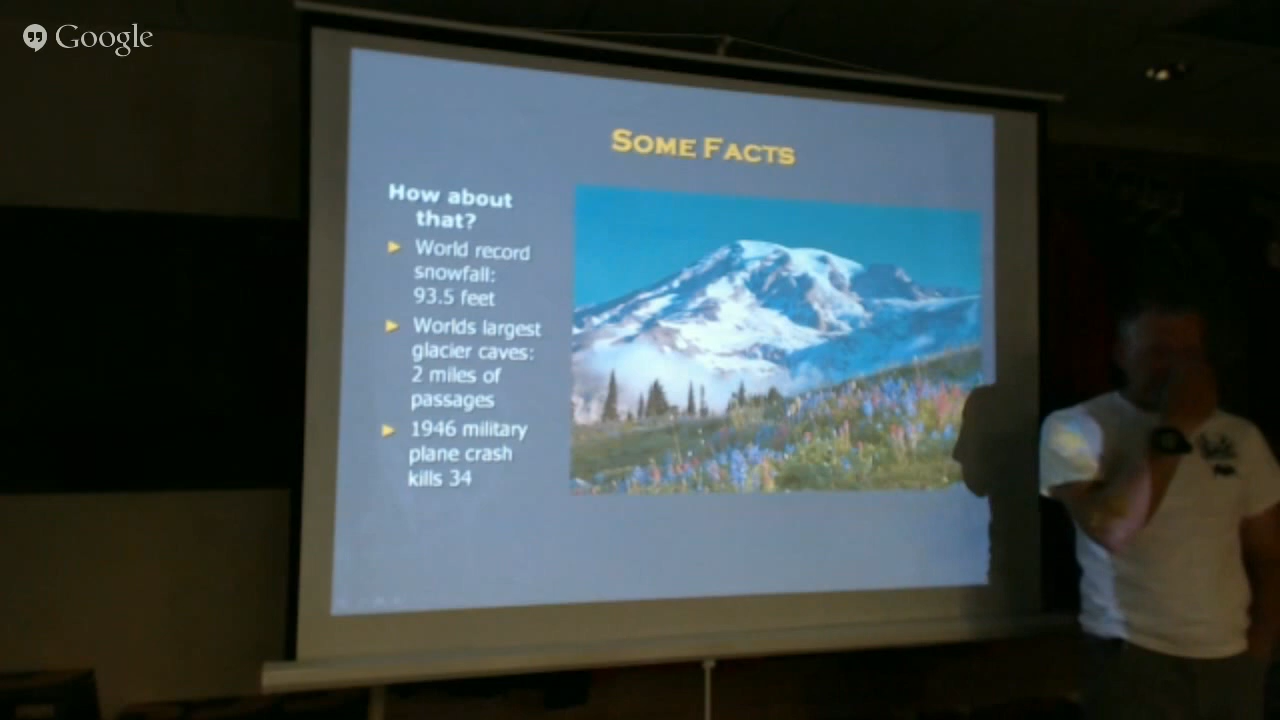 Google
SOME FACTS
How about
that?
World record
snowfall:
93.5 feet
Worlds largest
glacier caves:
2 miles of
passages
1946 military
plane crash
kills 34